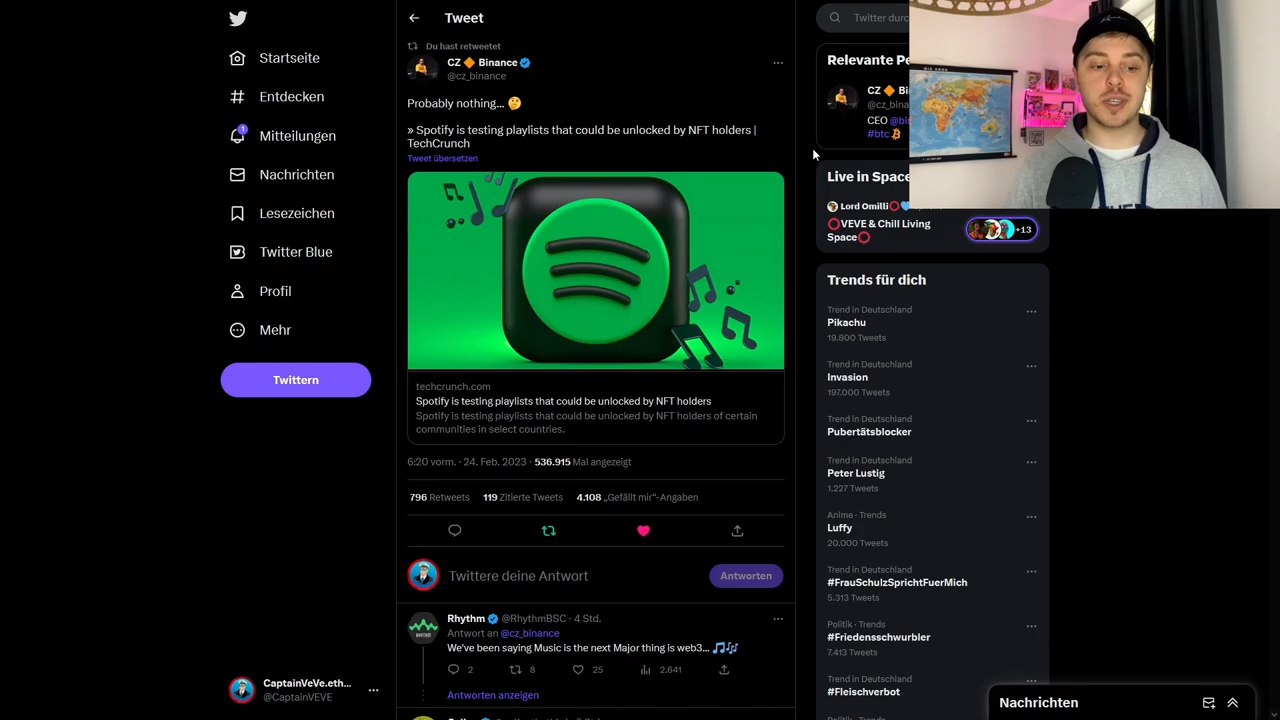 Startseite
Entdecken
1
Mitteilungen
Nachrichten
Lesezeichen
Twitter Blue
Profil
Mehr
Twittern
CaptainVeVe.eth...
@CaptainVEVE
Tweet
Du hast retweetet
CZ 🔶 Binance
@cz_binance
Probably nothing... 🤔
» Spotify is testing playlists that could be unlocked by NFT holders |
TechCrunch
Tweet übersetzen
techcrunch.com
Spotify is testing playlists that could be unlocked by NFT holders
Spotify is testing playlists that could be unlocked by NFT holders of certain
communities in select countries.
6:20 vorm. · 24. Feb. 2023 · 536.915 Mal angezeigt
796 Retweets 119 Zitierte Tweets 4.108 „Gefällt mir“-Angaben
Twittere deine Antwort
Antworten
Rhythm @RhythmBSC · 4 Std.
Antwort an @cz_binance
We've been saying Music is the next Major thing is web3... 🎵🎶
2 8 25 2.641
Antworten anzeigen
Twitter durc
Relevante Pe
CZ 🔶 Bi
@cz_bina
CEO @bin
#btc
Live in Space
Lord Omilli⭕💙
⭕VEVE & Chill Living
Space⭕
+13
Trends für dich
Trend in Deutschland
Pikachu
19.800 Tweets
Trend in Deutschland
Invasion
197.000 Tweets
Trend in Deutschland
Pubertätsblocker
Trend in Deutschland
Peter Lustig
1.227 Tweets
Anime · Trends
Luffy
20.000 Tweets
Trend in Deutschland
#FrauSchulzSprichtFuerMich
5.313 Tweets
Politik · Trends
#Friedensschwurbler
7.413 Tweets
Trend in Deutschland
#Fleischverbot
Nachrichten